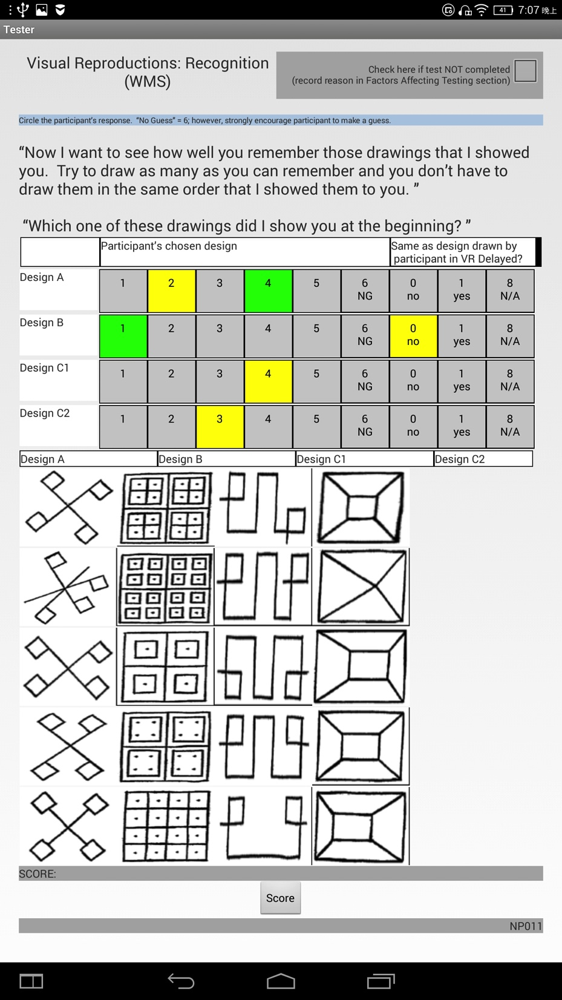 41 7:07 晚上
Tester
Visual Reproductions: Recognition
(WMS)
Check here if test NOT completed
(record reason in Factors Affecting Testing section)
Circle the participant's response.  “No Guess” = 6; however, strongly encourage participant to make a guess.
“Now I want to see how well you remember those drawings that I showed
you.  Try to draw as many as you can remember and you don’t have to
draw them in the same order that I showed them to you. ”
“Which one of these drawings did I show you at the beginning? ”
Participant’s chosen design
Same as design drawn by
participant in VR Delayed?
Design A 1 2 3 4 5 6 0 1 8
NG no yes N/A
Design B 1 2 3 4 5 6 0 1 8
NG no yes N/A
Design C1 1 2 3 4 5 6 0 1 8
NG no yes N/A
Design C2 1 2 3 4 5 6 0 1 8
NG no yes N/A
Design A Design B Design C1 Design C2
SCORE:
Score
NP011